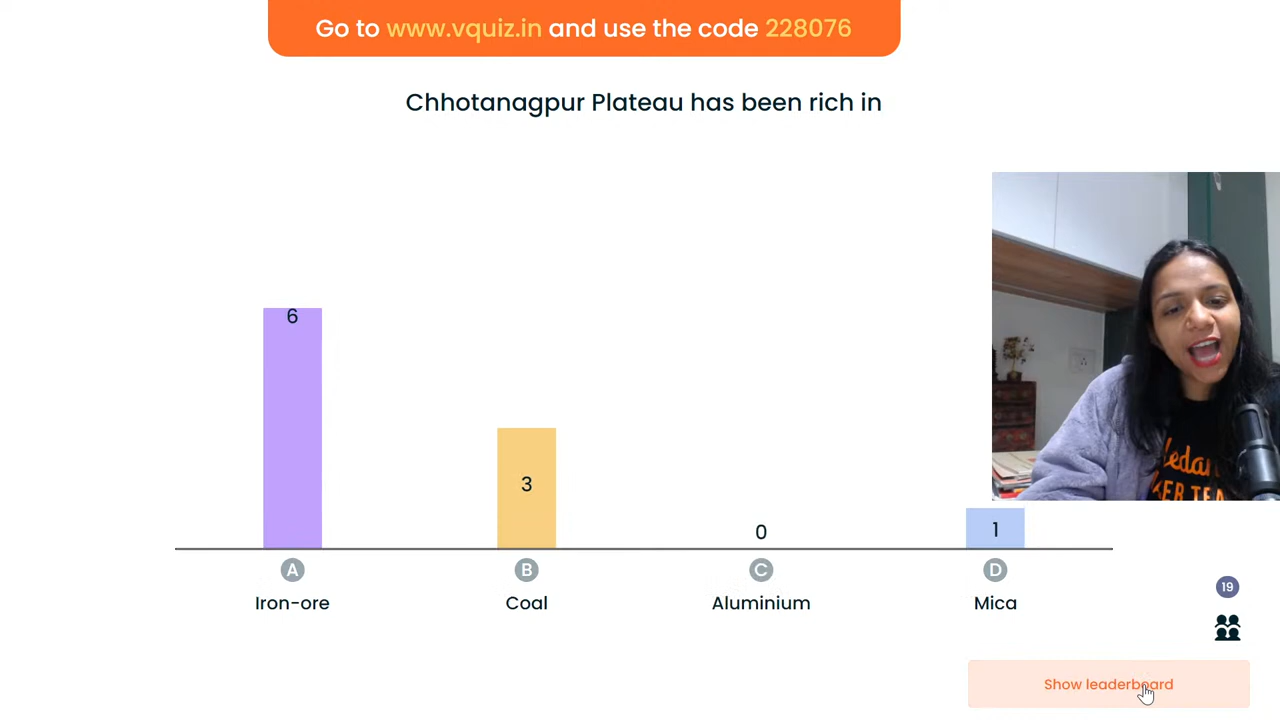 Go to www.vquiz.in and use the code 228076
Chhotanagpur Plateau has been rich in
6
3
0
1
A
B
C
D
Iron-ore
Coal
Aluminium
Mica
19
Show leaderboard